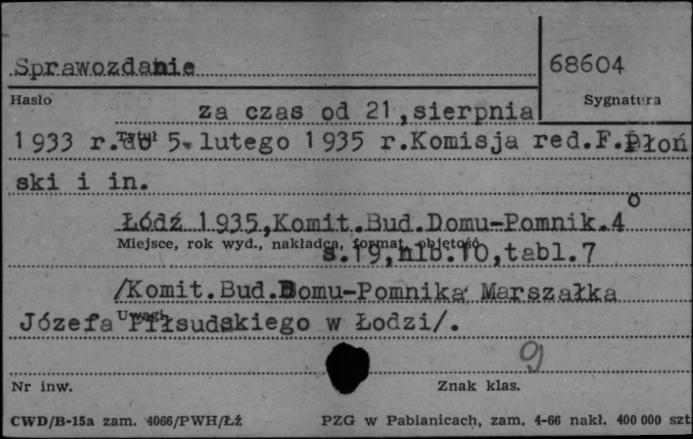 Sprawozdanie
68604
Hasło
Sygnatura
za czas od 21,sierpnia
Tytuł
1933 r.do 5.lutego 1935 r.Komisja red.F.Płoń
ski i in.
Łódź 1935,Komit.Bud.Domu-Pomnik.4o
Miejsce, rok wyd., nakładca, format, objętość
s.19,nlb.10,tabl.7
/Komit.Bud.Domu-Pomnika Marszałka
Uwagi
Józefa Piłsudskiego w Łodzi/.
9
Nr inw.
Znak klas.
CWD/B-15a zam. 4066/PWH/Łź
PZG w Pabianicach, zam. 4-66 nakł. 400 000 szt